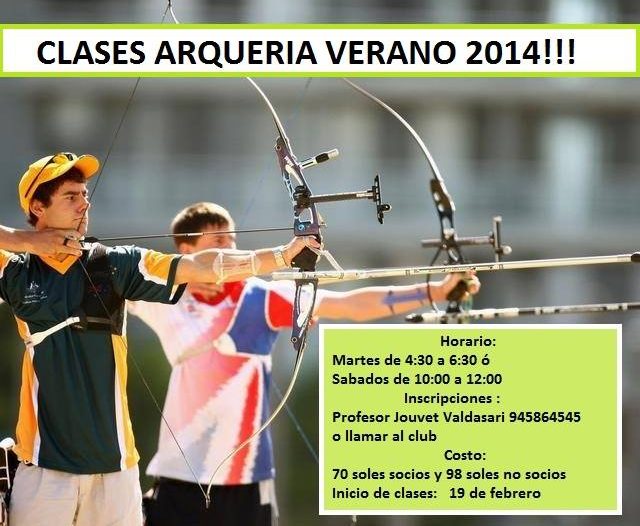 CLASES ARQUERIA VERANO 2014!!!
Horario:
Martes de 4:30 a 6:30 ó
Sabados de 10:00 a 12:00
Inscripciones :
Profesor Jouvet Valdasari 945864545
o llamar al club
Costo:
70 soles socios y 98 soles no socios
Inicio de clases: 19 de febrero